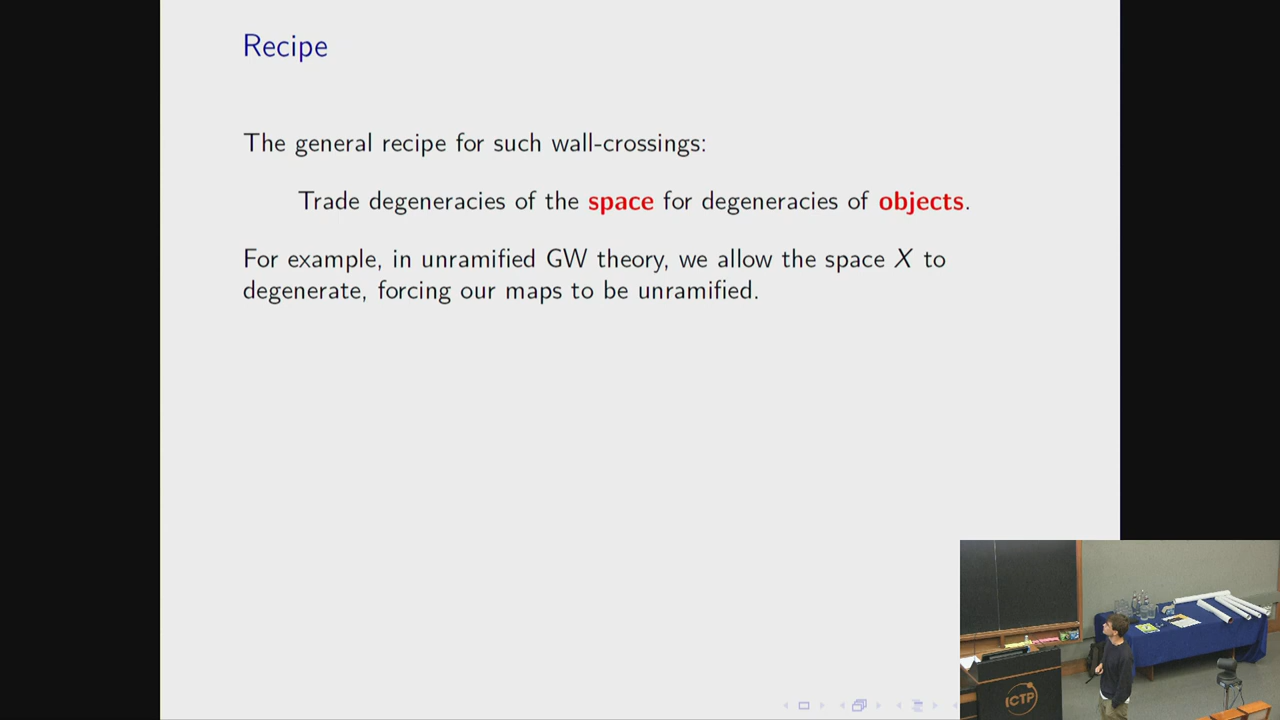 Recipe
The general recipe for such wall-crossings:
Trade degeneracies of the space for degeneracies of objects.
For example, in unramified GW theory, we allow the space X to
degenerate, forcing our maps to be unramified.
ICTP